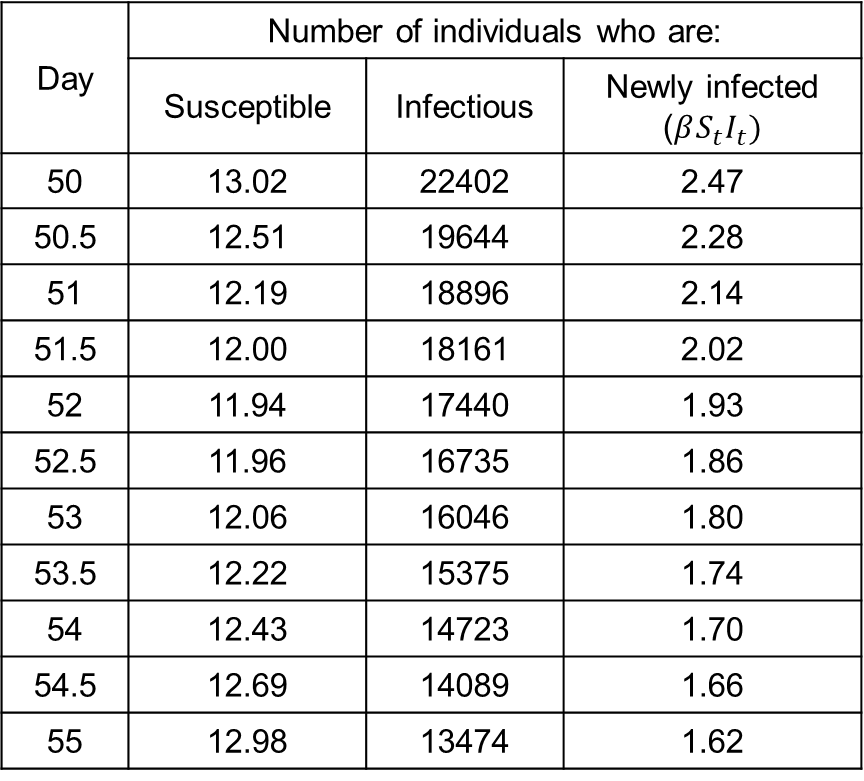 Number of individuals who are:
Day
Susceptible Infectious Newly infected
(βS_tI_t)
50 13.02 22402 2.47
50.5 12.51 19644 2.28
51 12.19 18896 2.14
51.5 12.00 18161 2.02
52 11.94 17440 1.93
52.5 11.96 16735 1.86
53 12.06 16046 1.80
53.5 12.22 15375 1.74
54 12.43 14723 1.70
54.5 12.69 14089 1.66
55 12.98 13474 1.62